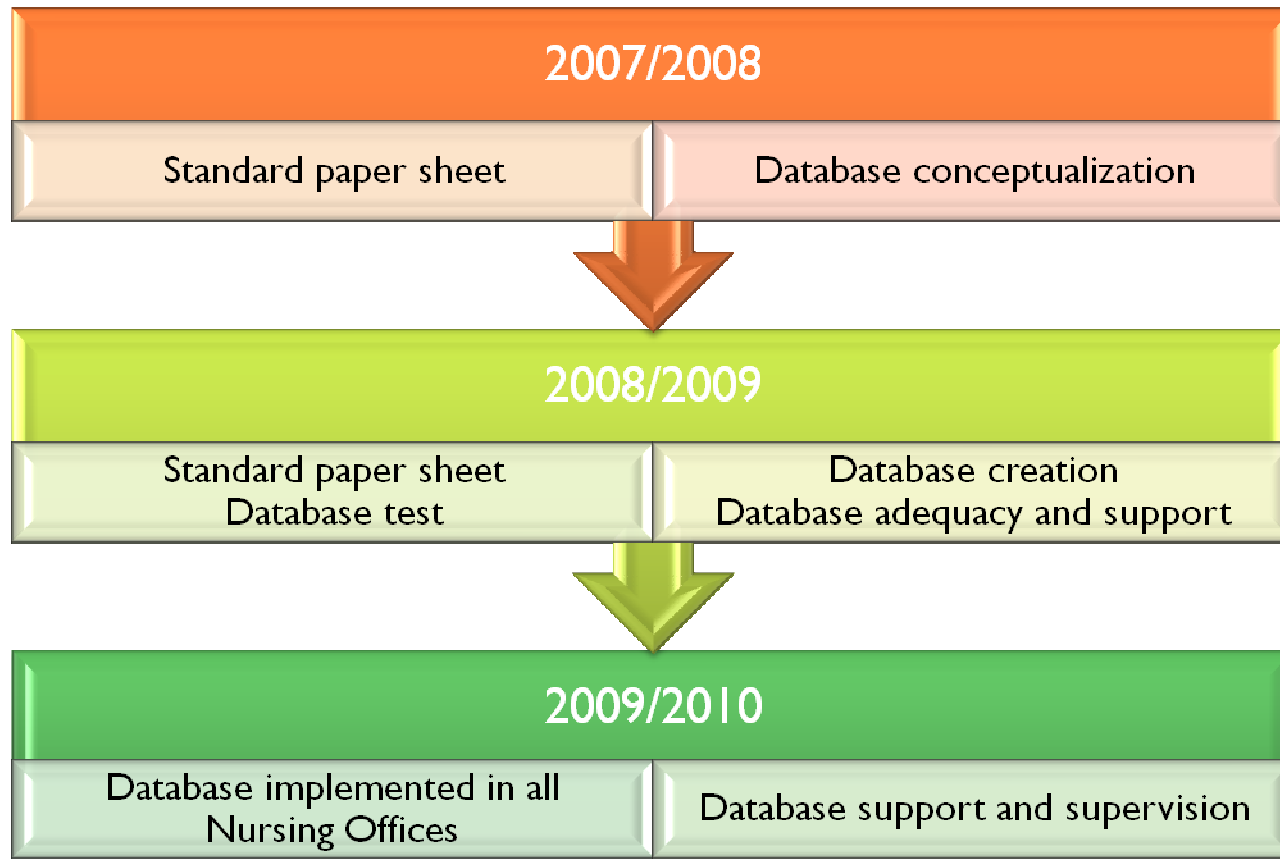 2007/2008
Standard paper sheet
Database conceptualization
2008/2009
Standard paper sheet
Database test
Database creation
Database adequacy and support
2009/2010
Database implemented in all
Nursing Offices
Database support and supervision